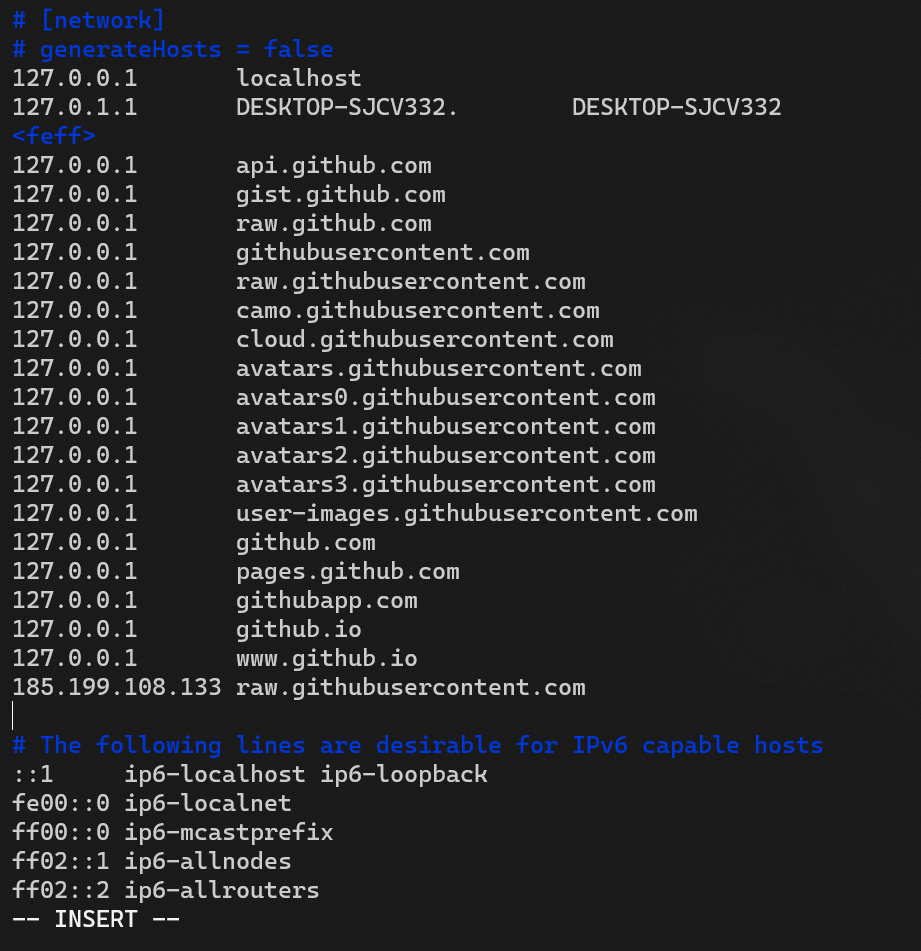 # [network]
# generateHosts = false
127.0.0.1       localhost
127.0.1.1       DESKTOP-SJCV332.        DESKTOP-SJCV332
<feff>
127.0.0.1       api.github.com
127.0.0.1       gist.github.com
127.0.0.1       raw.github.com
127.0.0.1       githubusercontent.com
127.0.0.1       raw.githubusercontent.com
127.0.0.1       camo.githubusercontent.com
127.0.0.1       cloud.githubusercontent.com
127.0.0.1       avatars.githubusercontent.com
127.0.0.1       avatars0.githubusercontent.com
127.0.0.1       avatars1.githubusercontent.com
127.0.0.1       avatars2.githubusercontent.com
127.0.0.1       avatars3.githubusercontent.com
127.0.0.1       user-images.githubusercontent.com
127.0.0.1       github.com
127.0.0.1       pages.github.com
127.0.0.1       githubapp.com
127.0.0.1       github.io
127.0.0.1       www.github.io
185.199.108.133 raw.githubusercontent.com
# The following lines are desirable for IPv6 capable hosts
::1     ip6-localhost ip6-loopback
fe00::0 ip6-localnet
ff00::0 ip6-mcastprefix
ff02::1 ip6-allnodes
ff02::2 ip6-allrouters
-- INSERT --